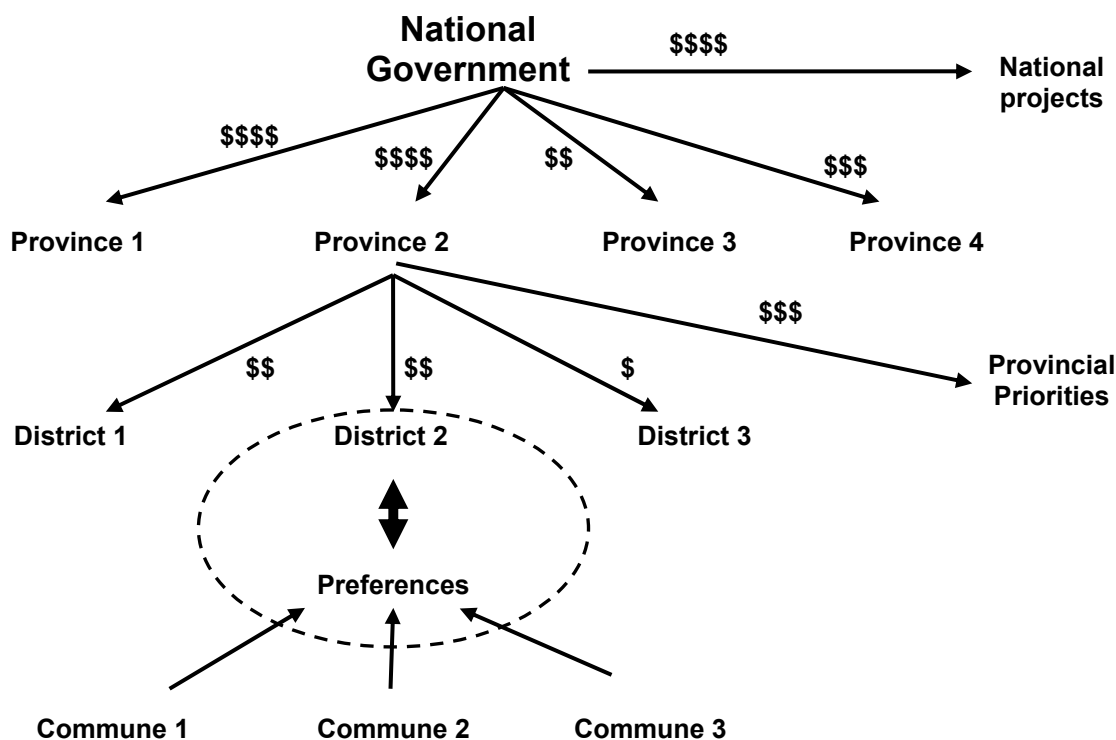 National
Government
$$$$
National
projects
$$$$
$$$$
$$
$$$
Province 1
Province 2
Province 3
Province 4
$$$
$$
$$
$
Provincial
Priorities
District 1
District 2
District 3
Preferences
Commune 1
Commune 2
Commune 3